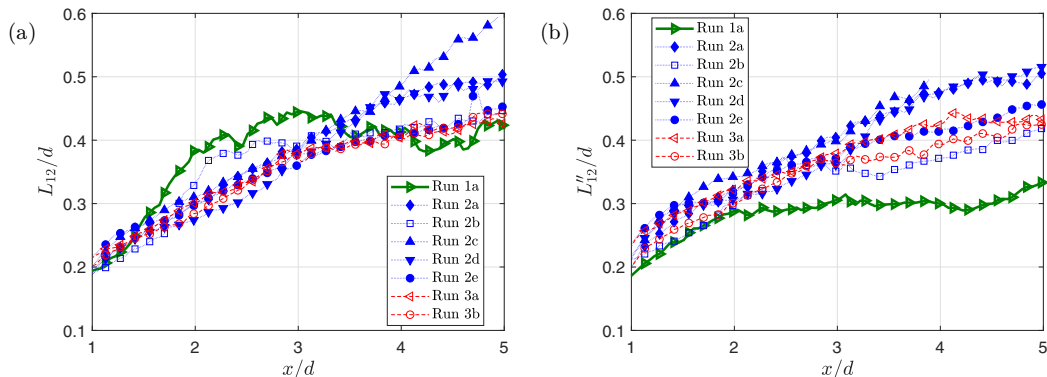 (a)
0.6
0.5
0.4
0.3
0.2
0.1
L12/d
1 2 3 4 5
x/d
Run 1a
Run 2a
Run 2b
Run 2c
Run 2d
Run 2e
Run 3a
Run 3b
(b)
0.6
0.5
0.4
0.3
0.2
0.1
L''12/d
1 2 3 4 5
x/d
Run 1a
Run 2a
Run 2b
Run 2c
Run 2d
Run 2e
Run 3a
Run 3b